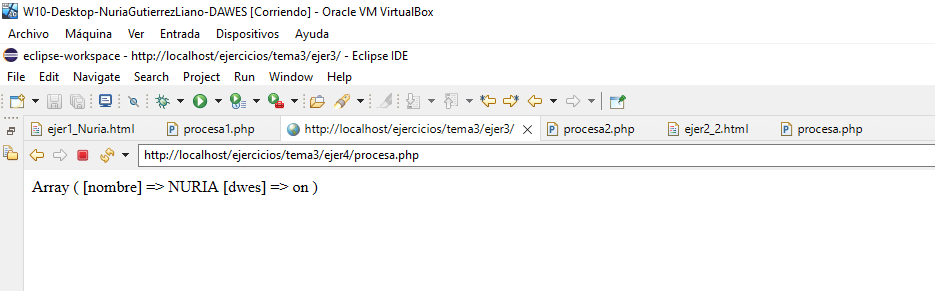 W10-Desktop-NuriaGutierrezLiano-DAWES [Corriendo] - Oracle VM VirtualBox
Archivo Máquina Ver Entrada Dispositivos Ayuda
eclipse-workspace - http://localhost/ejercicios/tema3/ejer3/ - Eclipse IDE
File Edit Navigate Search Project Run Window Help
ejer1_Nuria.html procesa1.php http://localhost/ejercicios/tema3/ejer3/ procesa2.php ejer2_2.html procesa.php
http://localhost/ejercicios/tema3/ejer4/procesa.php
Array ( [nombre] => NURIA [dwes] => on )